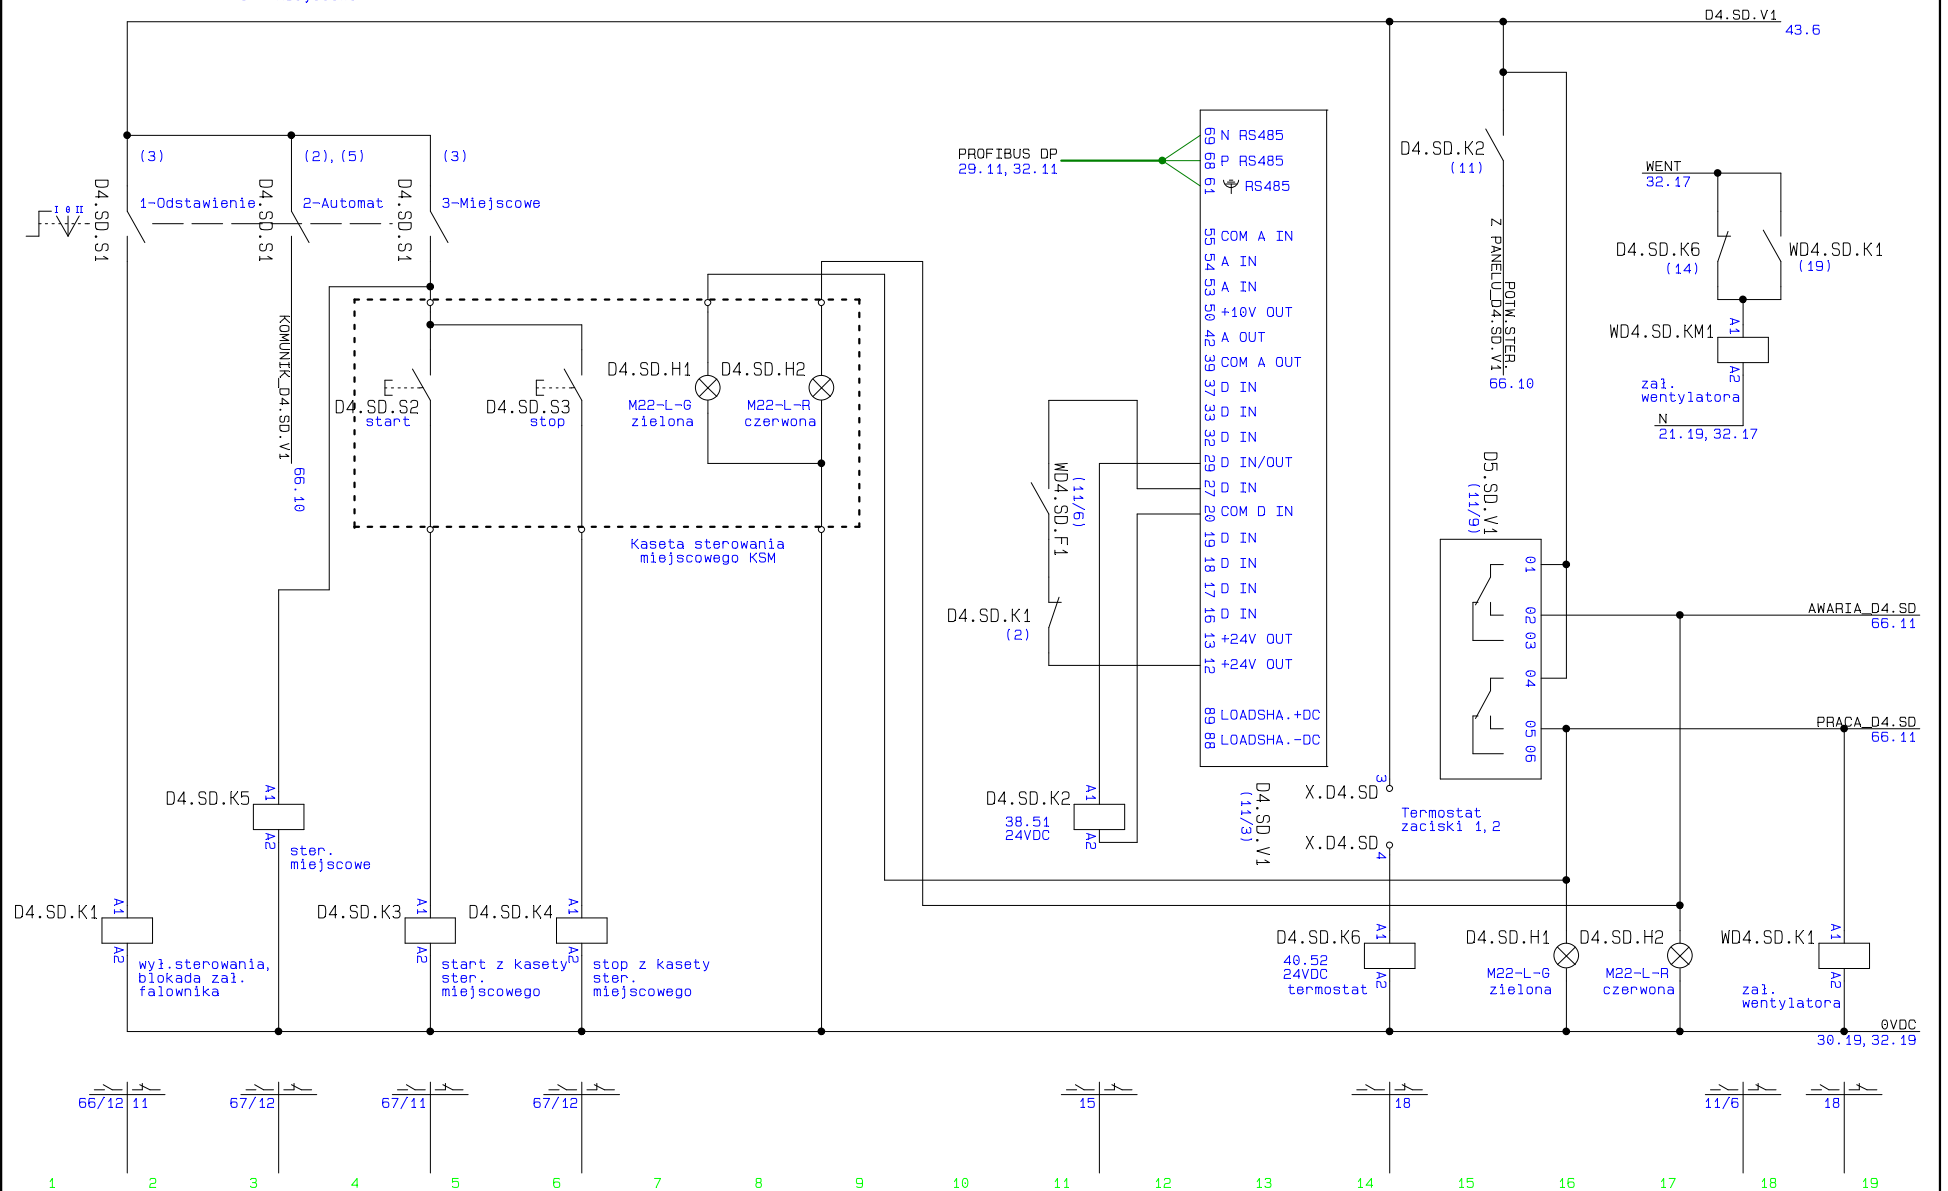 D4.SD.V1
43.6
(3)
(2),(5)
(3)
D4.SD.S1
1-Odstawienie
D4.SD.S1
2-Automat
D4.SD.S1
3-Miejscowe
I 0 II
KOMUNIK_D4.SD.V1
66.10
D4.SD.S2
start
D4.SD.S3
stop
D4.SD.H1
M22-L-G
zielona
D4.SD.H2
M22-L-R
czerwona
Kaseta sterowania
miejscowego KSM
PROFIBUS DP
29.11,32.11
69 N RS485
68 P RS485
61 RS485
55 COM A IN
54 A IN
53 A IN
50 +10V OUT
42 A OUT
39 COM A OUT
37 D IN
33 D IN
32 D IN
29 D IN/OUT
27 D IN
20 COM D IN
19 D IN
18 D IN
17 D IN
16 D IN
13 +24V OUT
12 +24V OUT
89 LOADSHA.+DC
88 LOADSHA.-DC
D4.SD.V1
(11/3)
WD4.SD.F1
(11/6)
D4.SD.K1
(2)
D4.SD.K2
(11)
Z PANELU_D4.SD.V1
POTW.STER.
66.10
WENT
32.17
D4.SD.K6
(14)
WD4.SD.K1
(19)
WD4.SD.KM1
A1
A2
zał.
wentylatora
N
21.19,32.17
D5.SD.V1
(11/9)
01
02
03
04
05
06
AWARIA_D4.SD
66.11
PRACA_D4.SD
66.11
D4.SD.K5
A1
A2
ster.
miejscowe
D4.SD.K2
38.51
24VDC
A1
A2
X.D4.SD
3
Termostat
zaciski 1,2
X.D4.SD
4
D4.SD.K1
A1
A2
wył.sterowania,
blokada zał.
falownika
D4.SD.K3
A1
A2
start z kasety
ster.
miejscowego
D4.SD.K4
A1
A2
stop z kasety
ster.
miejscowego
D4.SD.K6
40.52
24VDC
termostat
A1
A2
D4.SD.H1
M22-L-G
zielona
D4.SD.H2
M22-L-R
czerwona
WD4.SD.K1
A1
A2
zał.
wentylatora
0VDC
30.19,32.19
66/12 11
67/12
67/11
67/12
15
18
11/6
18
1 2 3 4 5 6 7 8 9 10 11 12 13 14 15 16 17 18 19